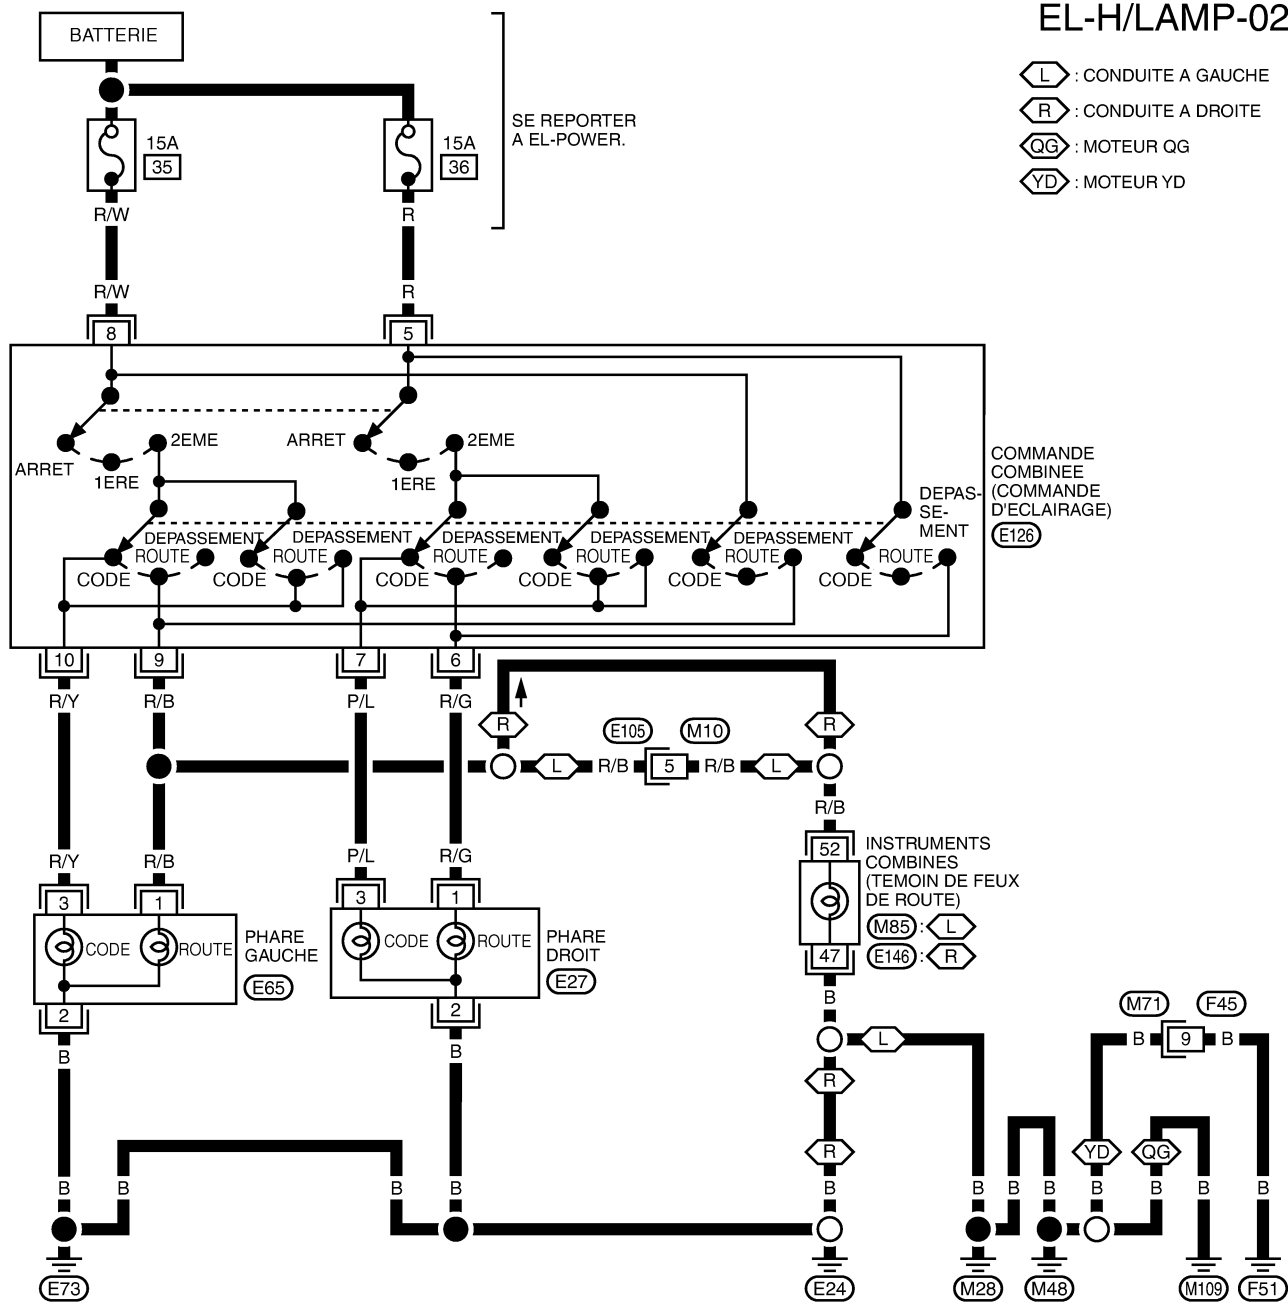 EL-H/LAMP-02
BATTERIE
L : CONDUITE A GAUCHE
R : CONDUITE A DROITE
QG : MOTEUR QG
YD : MOTEUR YD
SE REPORTER
A EL-POWER.
15A
35
15A
36
R/W
R
R/W
R
8
5
ARRET
1ERE
2EME
ARRET
1ERE
2EME
COMMANDE
COMBINEE
(COMMANDE
D'ECLAIRAGE)
E126
DEPAS-
SE-
MENT
DEPASSEMENT
DEPASSEMENT
DEPASSEMENT
DEPASSEMENT
DEPASSEMENT
ROUTE
ROUTE
ROUTE
ROUTE
ROUTE
ROUTE
CODE
CODE
CODE
CODE
CODE
CODE
10
9
7
6
R/Y
R/B
P/L
R/G
R
R
E105
M10
L
R/B
5
R/B
L
R/B
R/Y
R/B
P/L
R/G
3
1
3
1
CODE
ROUTE
PHARE
GAUCHE
E65
CODE
ROUTE
PHARE
DROIT
E27
2
2
52
INSTRUMENTS
COMBINES
(TEMOIN DE FEUX
DE ROUTE)
M85 : L
E146 : R
47
B
B
B
L
R
R
M71
F45
B
9
B
YD
QG
B
B
B
B
B
B
B
B
B
B
B
B
E73
E24
M28
M48
M109
F51